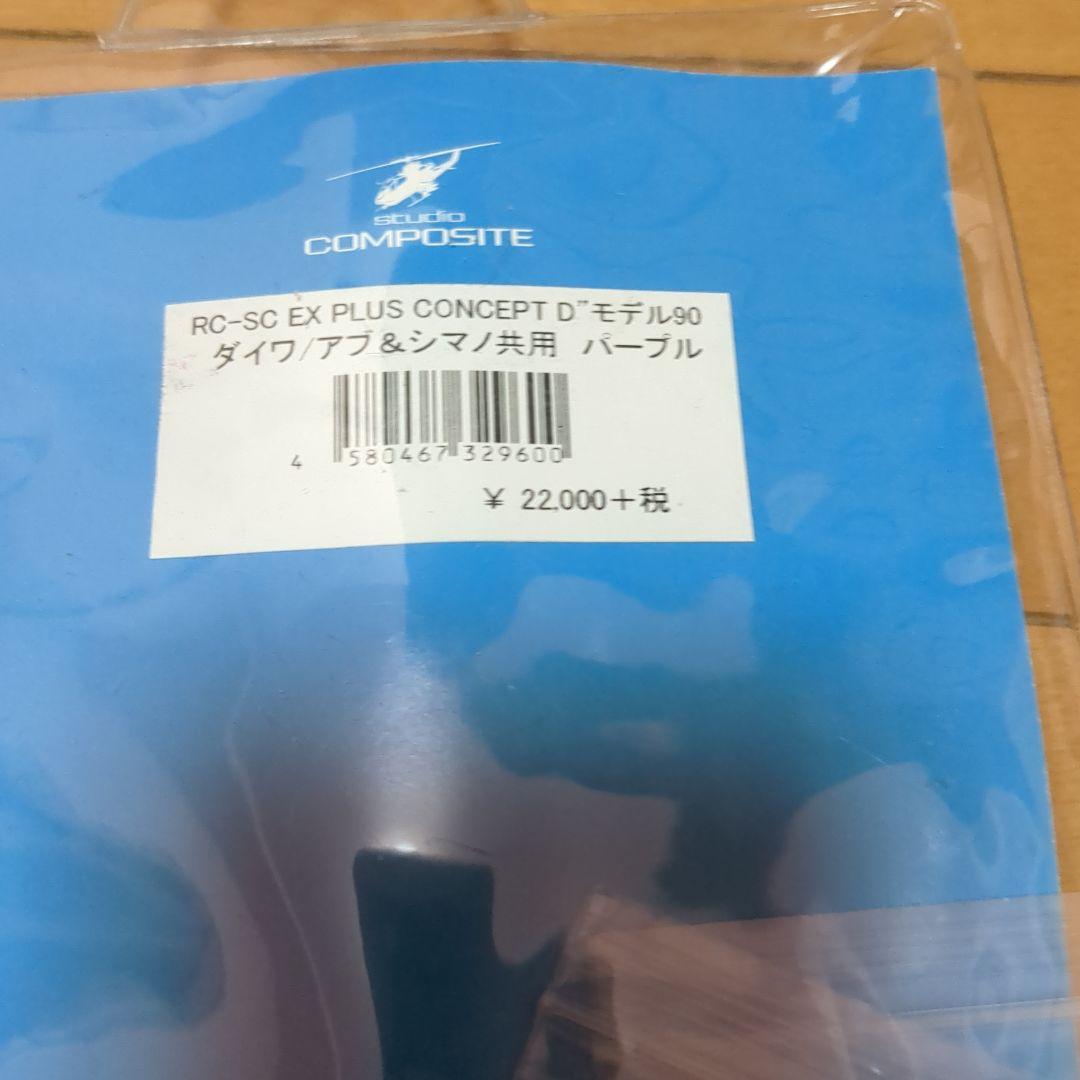 studio
COMPOSITE
RC-SC EX PLUS CONCEPT D”モデル90
ダイワ/アブ&シマノ共用 パープル
4 580467 329600
¥ 22,000+税